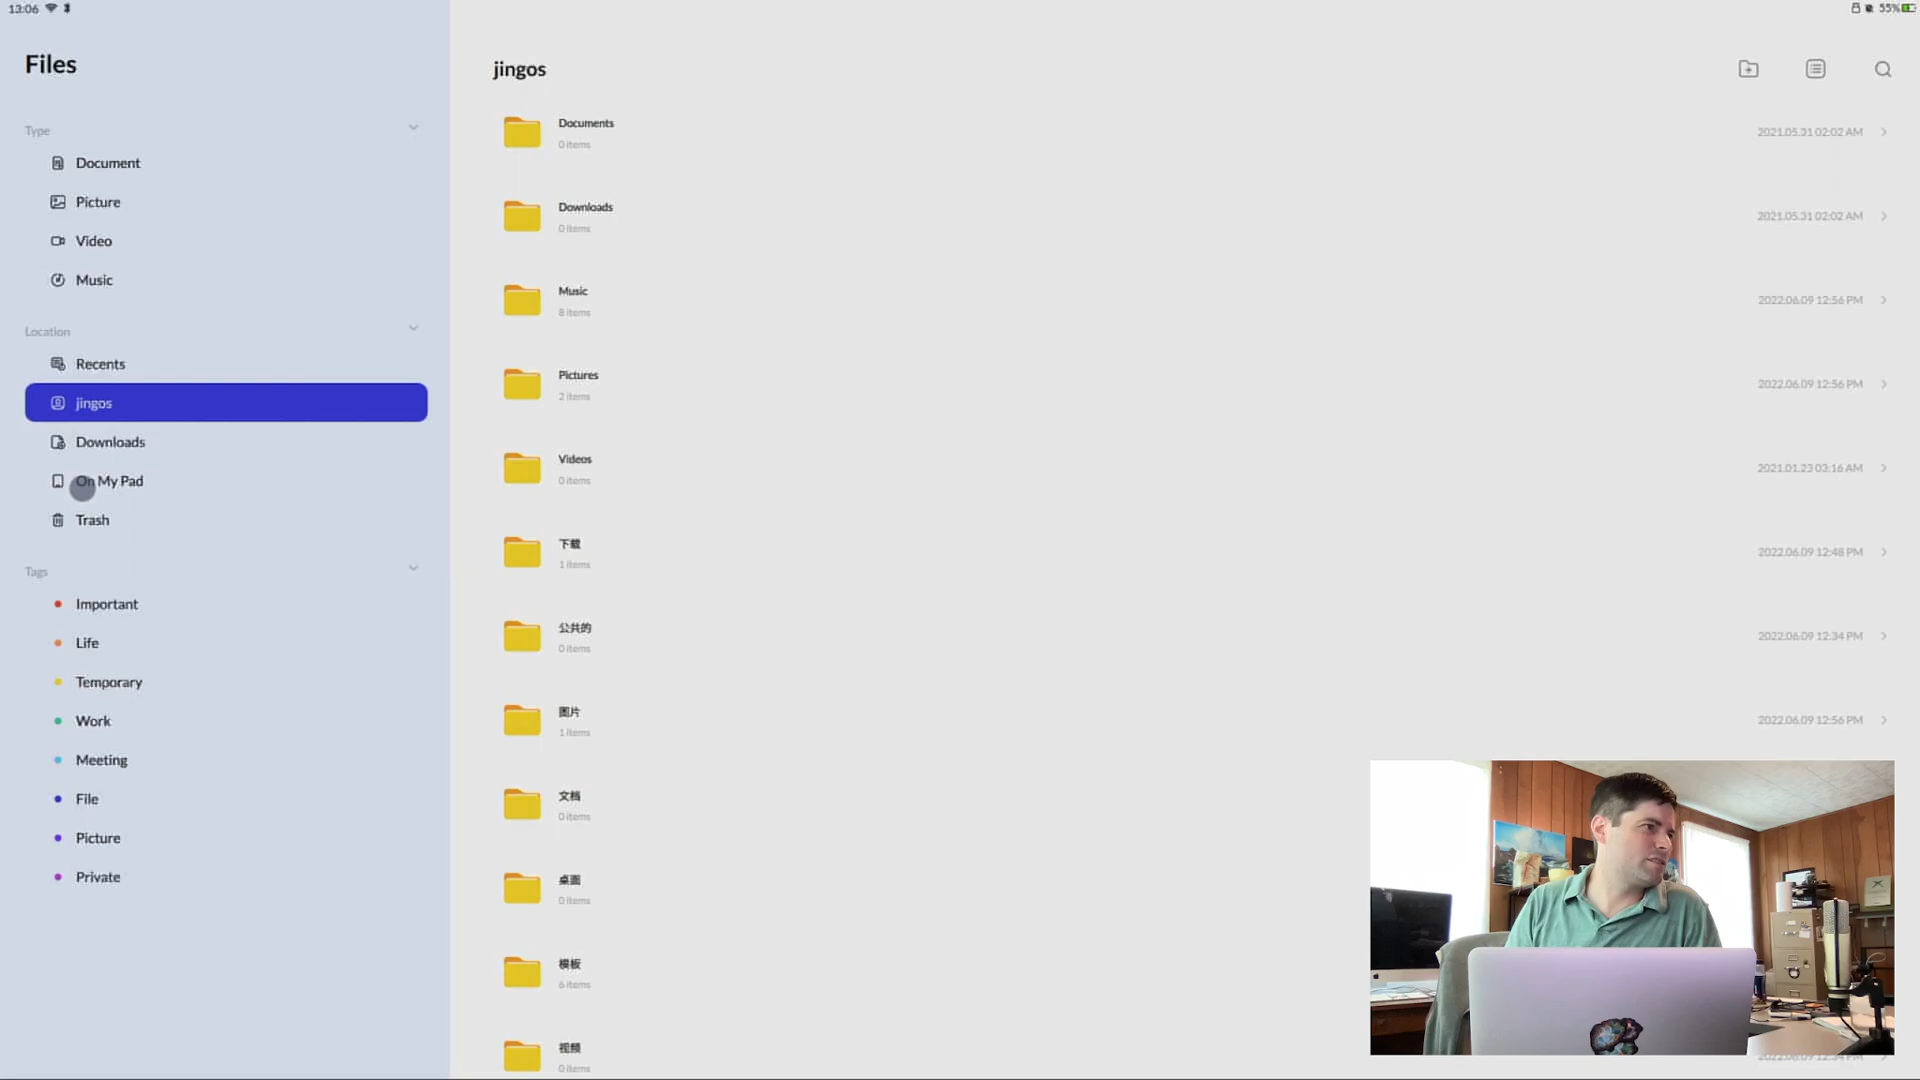 13:06
55%
Files
Type
Document
Picture
Video
Music
Location
Recents
jingos
Downloads
On My Pad
Trash
Tags
Important
Life
Temporary
Work
Meeting
File
Picture
Private
jingos
Documents
0 items
2021.05.31 02:02 AM
Downloads
0 items
2021.05.31 02:02 AM
Music
8 items
2022.06.09 12:56 PM
Pictures
2 items
2022.06.09 12:56 PM
Videos
0 items
2021.01.23 03:16 AM
下载
1 items
2022.06.09 12:48 PM
公共的
0 items
2022.06.09 12:34 PM
图片
1 items
2022.06.09 12:56 PM
文档
0 items
桌面
0 items
模板
6 items
视频
0 items
2022.06.09 12:34 PM